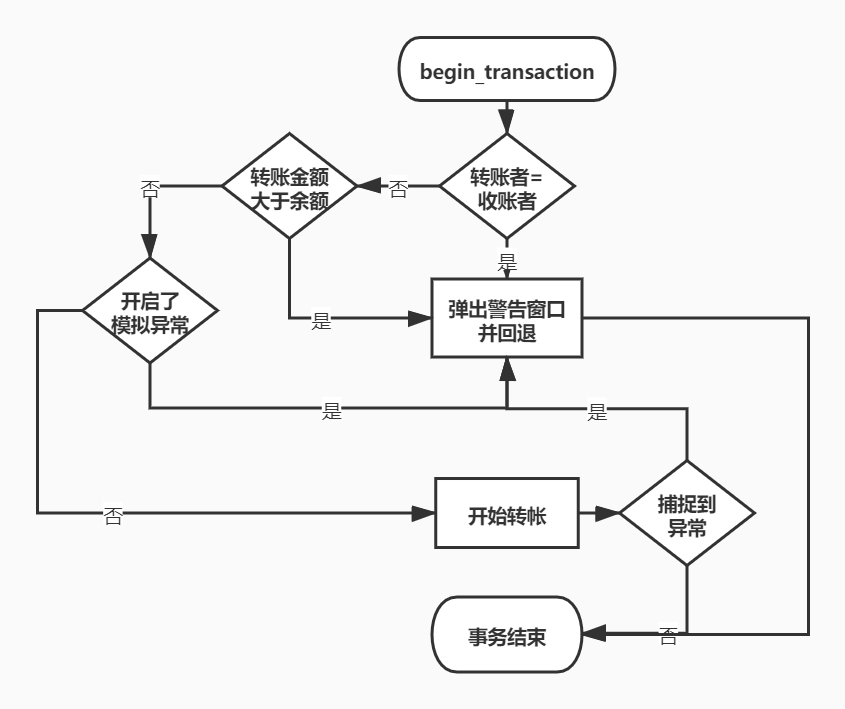 begin_transaction
转账者=
收账者
否
转账金额
大于余额
否
是
是
弹出警告窗口
并回退
开启了
模拟异常
是
是
否
开始转帐
捕捉到
异常
否
事务结束